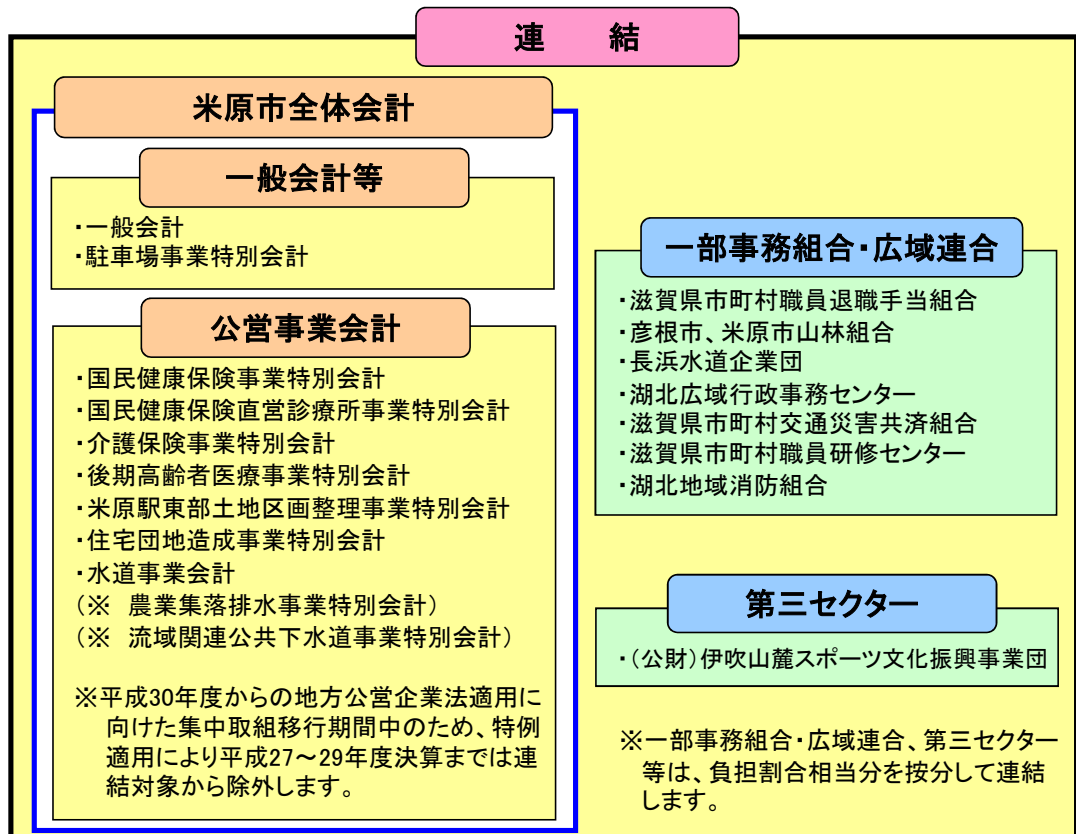 連　結
米原市全体会計
一般会計等
・一般会計
・駐車場事業特別会計
公営事業会計
・国民健康保険事業特別会計
・国民健康保険直営診療所事業特別会計
・介護保険事業特別会計
・後期高齢者医療事業特別会計
・米原駅東部土地区画整理事業特別会計
・住宅団地造成事業特別会計
・水道事業会計
（※　農業集落排水事業特別会計）
（※　流域関連公共下水道事業特別会計）
※平成30年度からの地方公営企業法適用に
向けた集中取組移行期間中のため、特例
適用により平成27～29年度決算までは連
結対象から除外します。
一部事務組合・広域連合
・滋賀県市町村職員退職手当組合
・彦根市、米原市山林組合
・長浜水道企業団
・湖北広域行政事務センター
・滋賀県市町村交通災害共済組合
・滋賀県市町村職員研修センター
・湖北地域消防組合
第三セクター
・（公財）伊吹山麓スポーツ文化振興事業団
※一部事務組合・広域連合、第三セクター
等は、負担割合相当分を按分して連結
します。